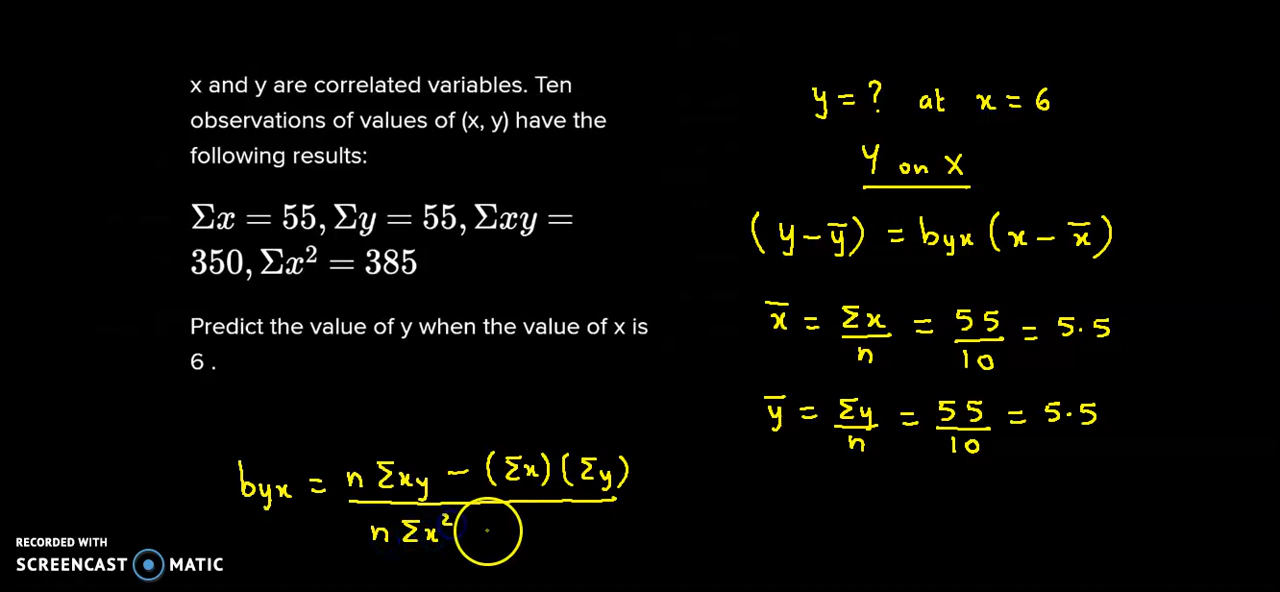 x and y are correlated variables. Ten
observations of values of (x, y) have the
following results:
Σx = 55, Σy = 55, Σxy =
350, Σx² = 385
Predict the value of y when the value of x is
6 .
y = ? at x = 6
Y on X
(y - ȳ) = byx (x - x̄)
x̄ = Σx/n = 55/10 = 5.5
ȳ = Σy/n = 55/10 = 5.5
byx = n Σxy - (Σx) (Σy)
n Σx²
RECORDED WITH
SCREENCAST MATIC